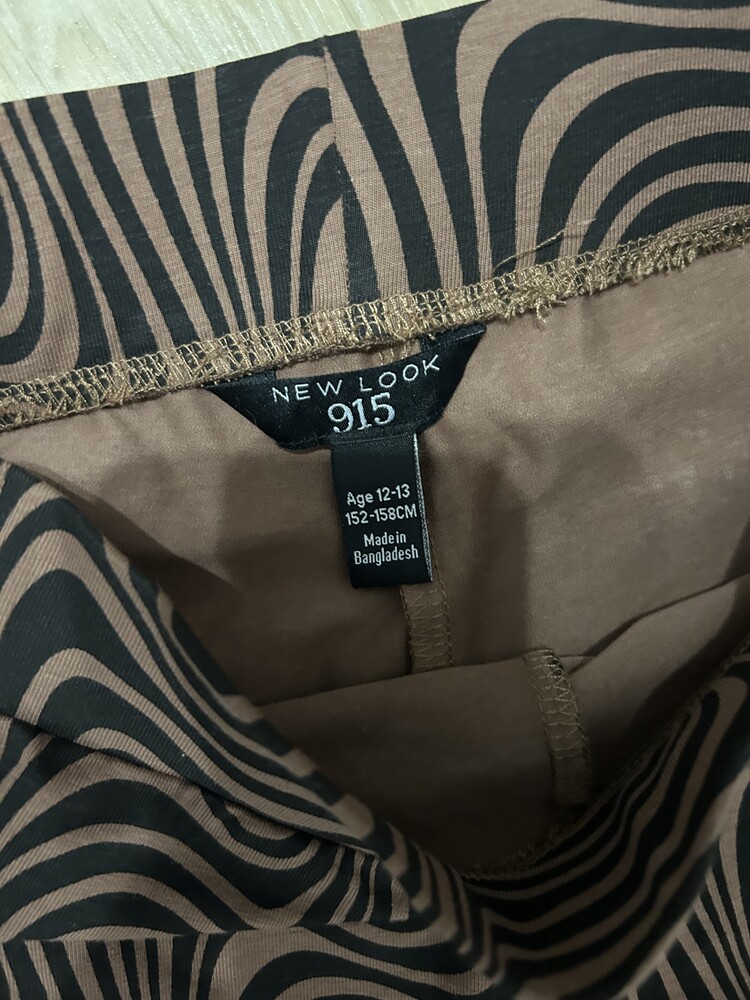 NEW LOOK
915
Age 12-13
152-158CM
Made in
Bangladesh